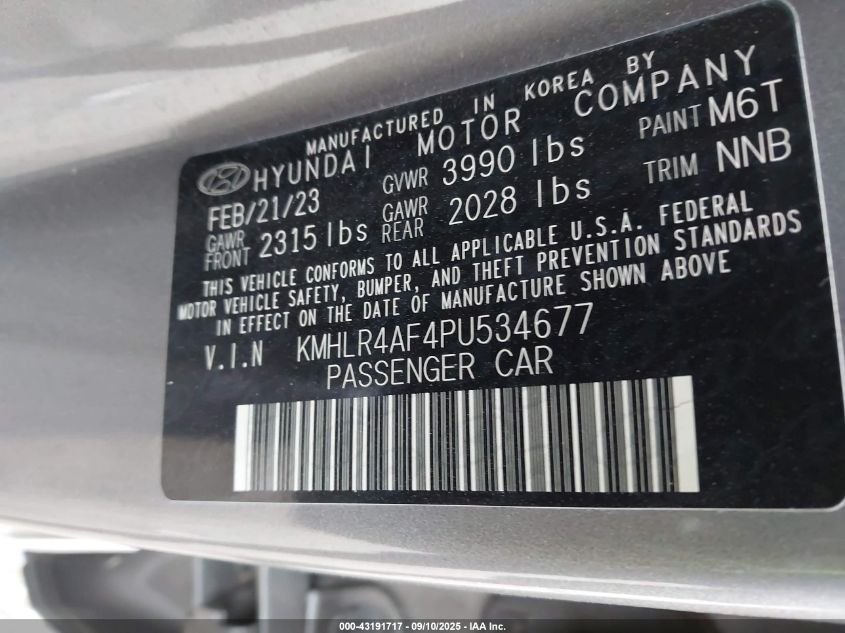 MANUFACTURED IN KOREA BY
HYUNDAI MOTOR COMPANY
FEB/21/23 GVWR 3990 lbs PAINT M6T
GAWR FRONT 2315 lbs GAWR REAR 2028 lbs TRIM NNB
THIS VEHICLE CONFORMS TO ALL APPLICABLE U.S.A. FEDERAL
MOTOR VEHICLE SAFETY, BUMPER, AND THEFT PREVENTION STANDARDS
IN EFFECT ON THE DATE OF MANUFACTURE SHOWN ABOVE
V.I.N KMHLR4AF4PU534677
PASSENGER CAR
000-43191717 - 09/10/2025 - IAA Inc.